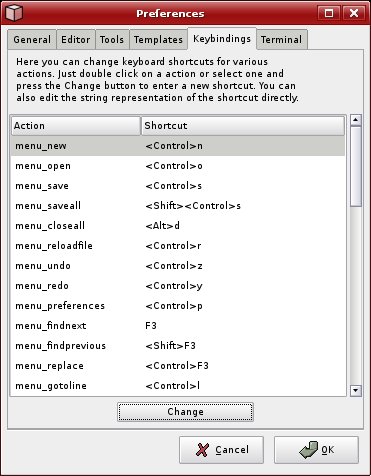 Preferences
General Editor Tools Templates Keybindings Terminal
Here you can change keyboard shortcuts for various
actions. Just double click on a action or select one and
press the Change button to enter a new shortcut. You can
also edit the string representation of the shortcut directly.
Action Shortcut
menu_new <Control>n
menu_open <Control>o
menu_save <Control>s
menu_saveall <Shift><Control>s
menu_closeall <Alt>d
menu_reloadfile <Control>r
menu_undo <Control>z
menu_redo <Control>y
menu_preferences <Control>p
menu_findnext F3
menu_findprevious <Shift>F3
menu_replace <Control>F3
menu_gotoline <Control>l
Change
Cancel OK